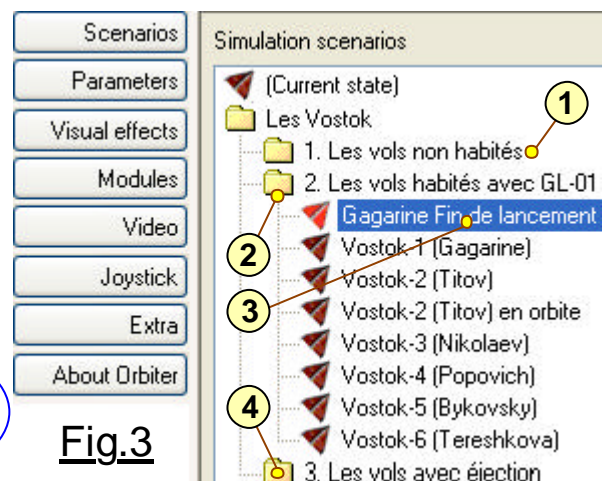 Scenarios
Parameters
Visual effects
Modules
Video
Joystick
Extra
About Orbiter
Fig.3
Simulation scenarios
(Current state)
Les Vostok
1. Les vols non habités
1
2. Les vols habités avec GL-01
2
Gagarine Fin de lancement
3
Vostok-1 (Gagarine)
Vostok-2 (Titov)
Vostok-2 (Titov) en orbite
Vostok-3 (Nikolaev)
Vostok-4 (Popovich)
Vostok-5 (Bykovsky)
Vostok-6 (Tereshkova)
4
3. Les vols avec éjection